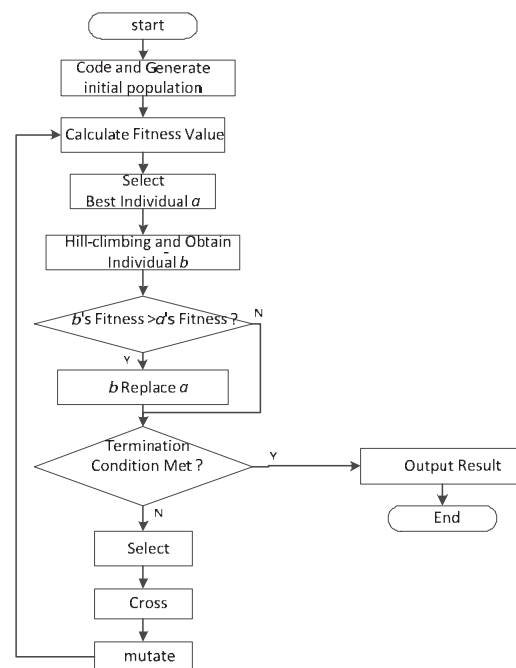 start
Code and Generate
initial population
Calculate Fitness Value
Select
Best Individual a
Hill-climbing and Obtain
Individual b
b's Fitness >a's Fitness ?
N
Y
b Replace a
Termination
Condition Met ?
Y
Output Result
N
End
Select
Cross
mutate